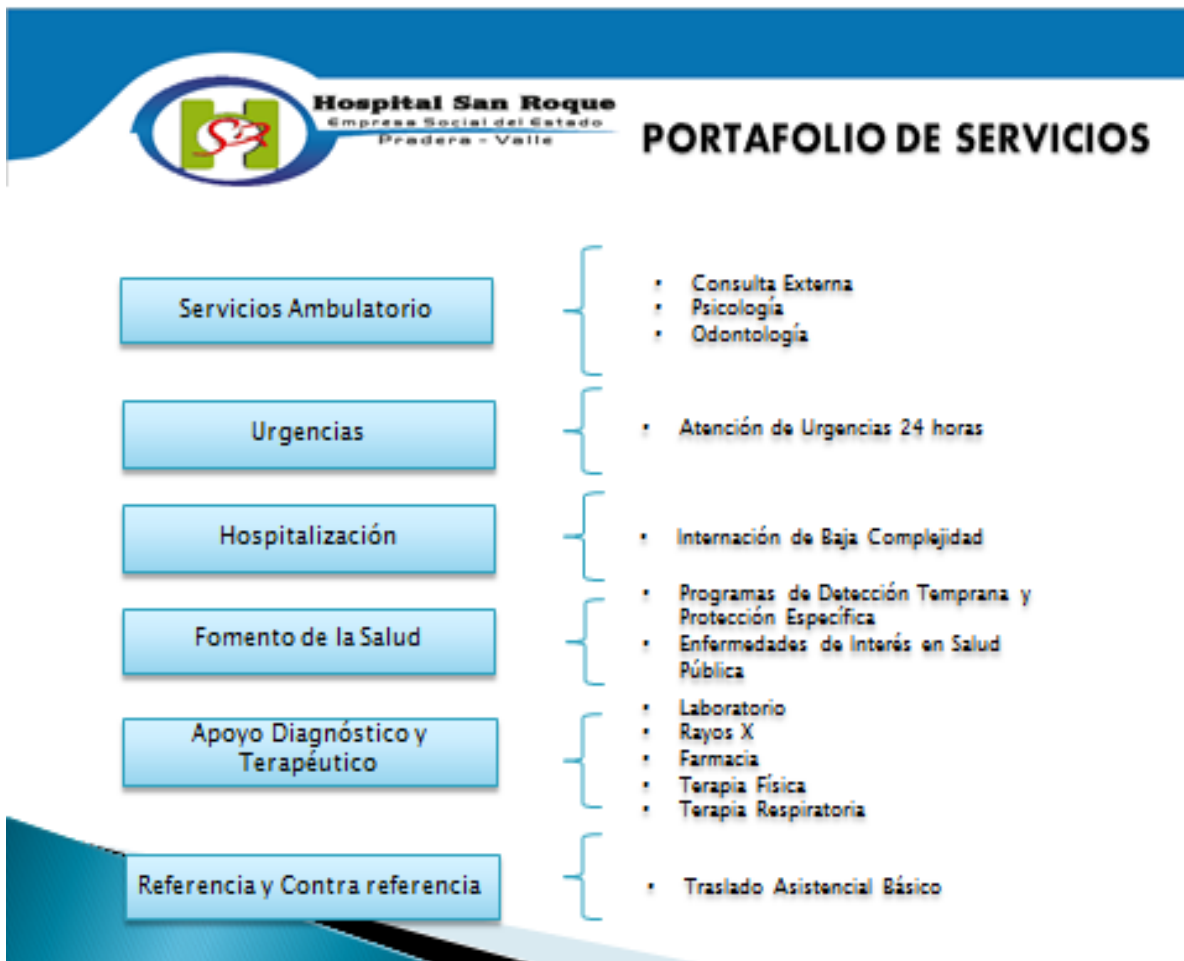 Hospital San Roque
Empresa Social del Estado
Pradera - Valle
PORTAFOLIO DE SERVICIOS
Servicios Ambulatorio
• Consulta Externa
• Psicología
• Odontología
Urgencias
• Atención de Urgencias 24 horas
Hospitalización
• Internación de Baja Complejidad
Fomento de la Salud
• Programas de Detección Temprana y
Protección Específica
• Enfermedades de Interés en Salud
Pública
Apoyo Diagnóstico y
Terapéutico
• Laboratorio
• Rayos X
• Farmacia
• Terapia Física
• Terapia Respiratoria
Referencia y Contra referencia
• Traslado Asistencial Básico